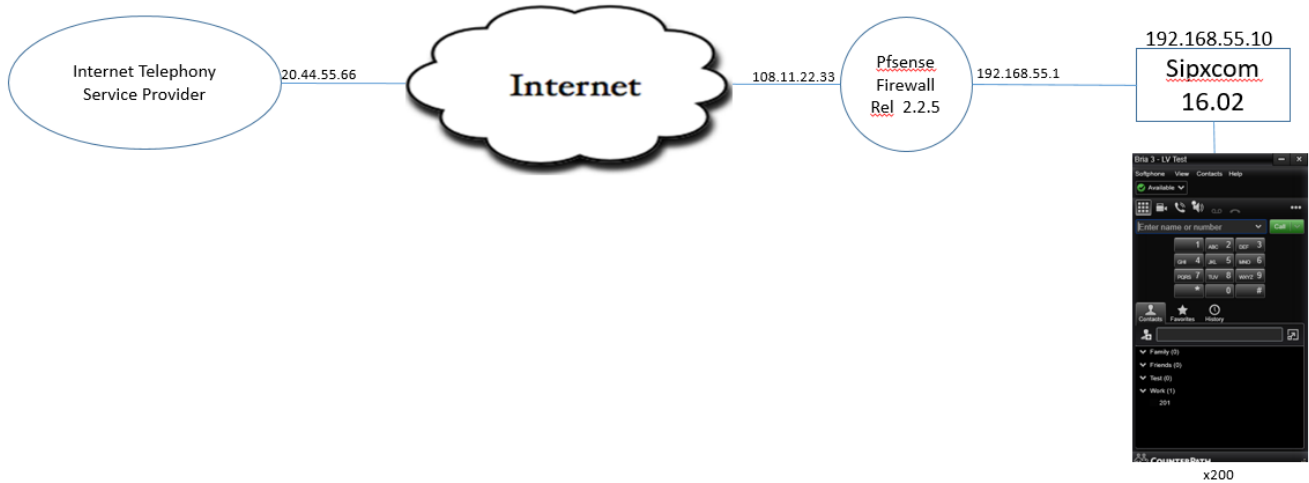 Internet Telephony
Service Provider
20.44.55.66
Internet
108.11.22.33
Pfsense
Firewall
Rel 2.2.5
192.168.55.1
192.168.55.10
Sipxcom
16.02
Bria 3 - LV Test
Softphone View Contacts Help
Available
Enter name or number
Call
1 ABC 2 DEF 3
GHI 4 JKL 5 MNO 6
PQRS 7 TUV 8 WXYZ 9
* 0 #
Contacts Favorites History
Family (0)
Friends (0)
Test (0)
Work (1)
201
COUNTERPATH
x200